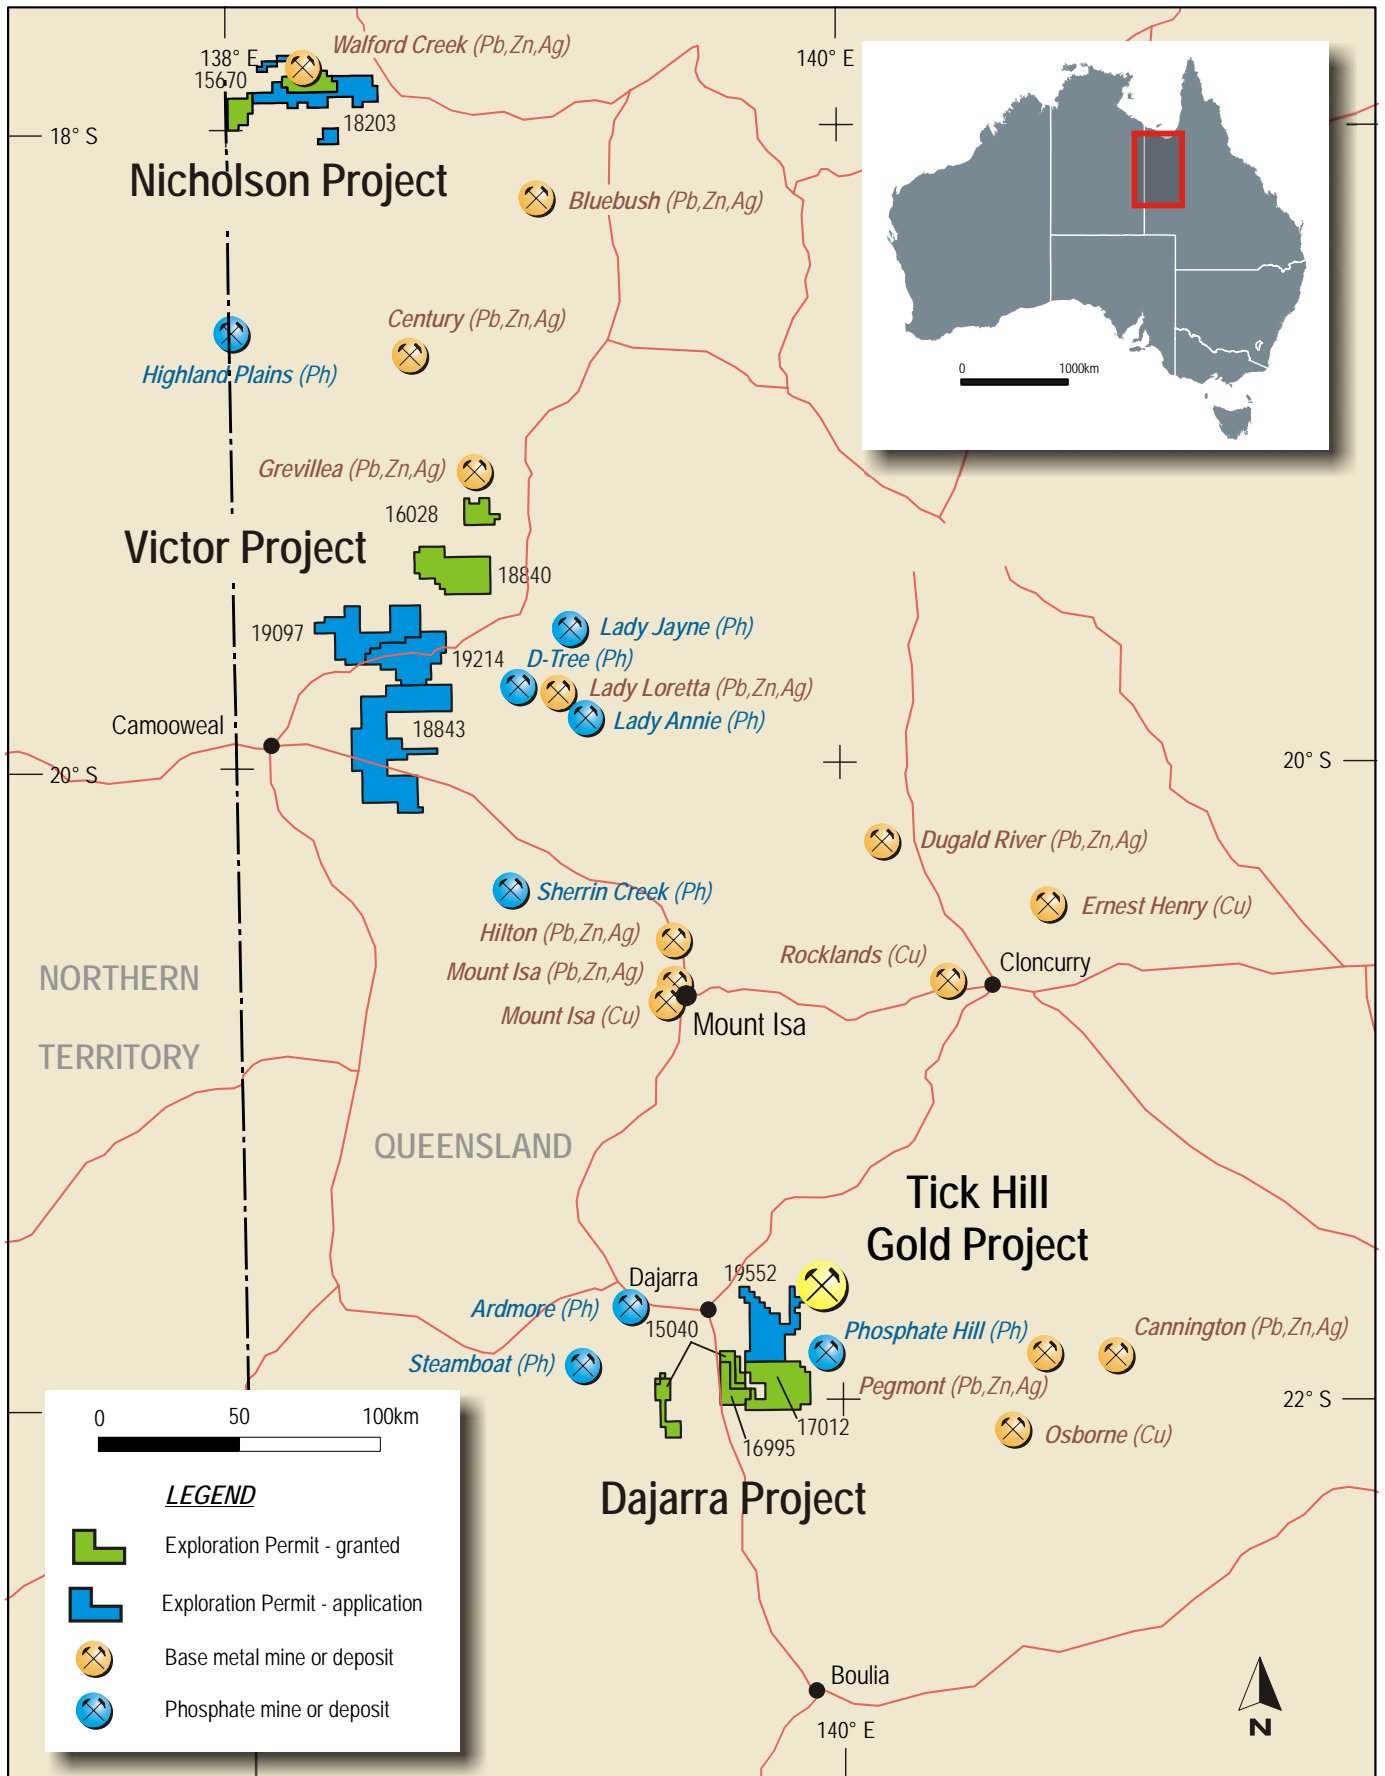 138° E
Walford Creek (Pb,Zn,Ag)
140° E
15670
18203
18° S
Nicholson Project
Bluebush (Pb,Zn,Ag)
Century (Pb,Zn,Ag)
Highland Plains (Ph)
0 1000km
Grevillea (Pb,Zn,Ag)
16028
Victor Project
18840
19097
Lady Jayne (Ph)
19214
D-Tree (Ph)
Lady Loretta (Pb,Zn,Ag)
Lady Annie (Ph)
Camooweal
18843
20° S
20° S
Dugald River (Pb,Zn,Ag)
Sherrin Creek (Ph)
Ernest Henry (Cu)
Hilton (Pb,Zn,Ag)
Rocklands (Cu)
Cloncurry
Mount Isa (Pb,Zn,Ag)
Mount Isa (Cu)
Mount Isa
NORTHERN
TERRITORY
QUEENSLAND
Tick Hill
Gold Project
Dajarra
19552
Ardmore (Ph)
15040
Phosphate Hill (Ph)
Cannington (Pb,Zn,Ag)
Steamboat (Ph)
Pegmont (Pb,Zn,Ag)
22° S
17012
16995
Osborne (Cu)
Dajarra Project
0 50 100km
LEGEND
Exploration Permit - granted
Exploration Permit - application
Base metal mine or deposit
Phosphate mine or deposit
Boulia
140° E
N